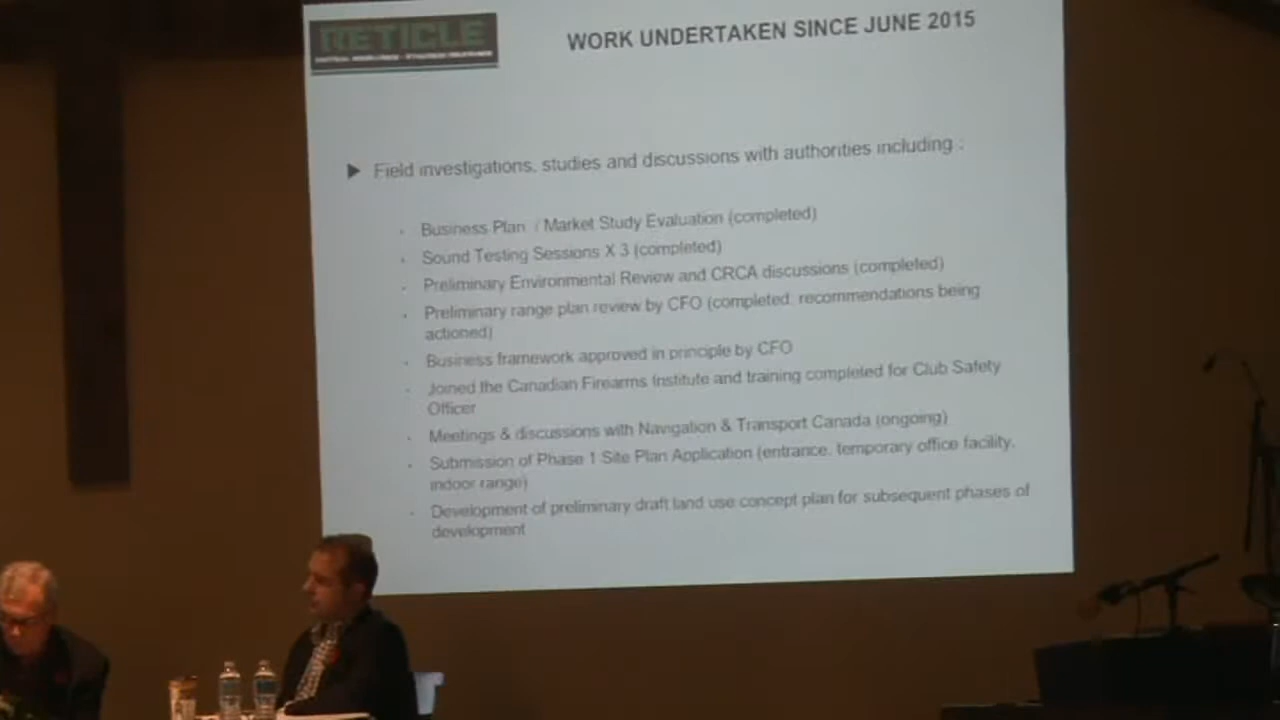 RETICLE
WORK UNDERTAKEN SINCE JUNE 2015
Field investigations, studies and discussions with authorities including :
Business Plan / Market Study Evaluation (completed)
Sound Testing Sessions X 3 (completed)
Preliminary Environmental Review and CRCA discussions (completed)
Preliminary range plan review by CFO (completed, recommendations being
actioned)
Business framework approved in principle by CFO
Joined the Canadian Firearms Institute and training completed for Club Safety
Officer
Meetings & discussions with Navigation & Transport Canada (ongoing)
Submission of Phase 1 Site Plan Application (entrance, temporary office facility,
indoor range)
Development of preliminary draft land use concept plan for subsequent phases of
development